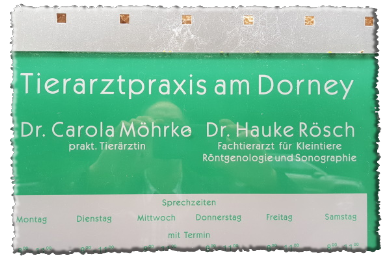 Tierarztpraxis am Dorney
Dr. Carola Möhrke Dr. Hauke Rösch
prakt. Tierärztin Fachtierarzt für Kleintiere
Röntgenologie und Sonographie
Sprechzeiten
Montag Dienstag Mittwoch Donnerstag Freitag Samstag
mit Termin